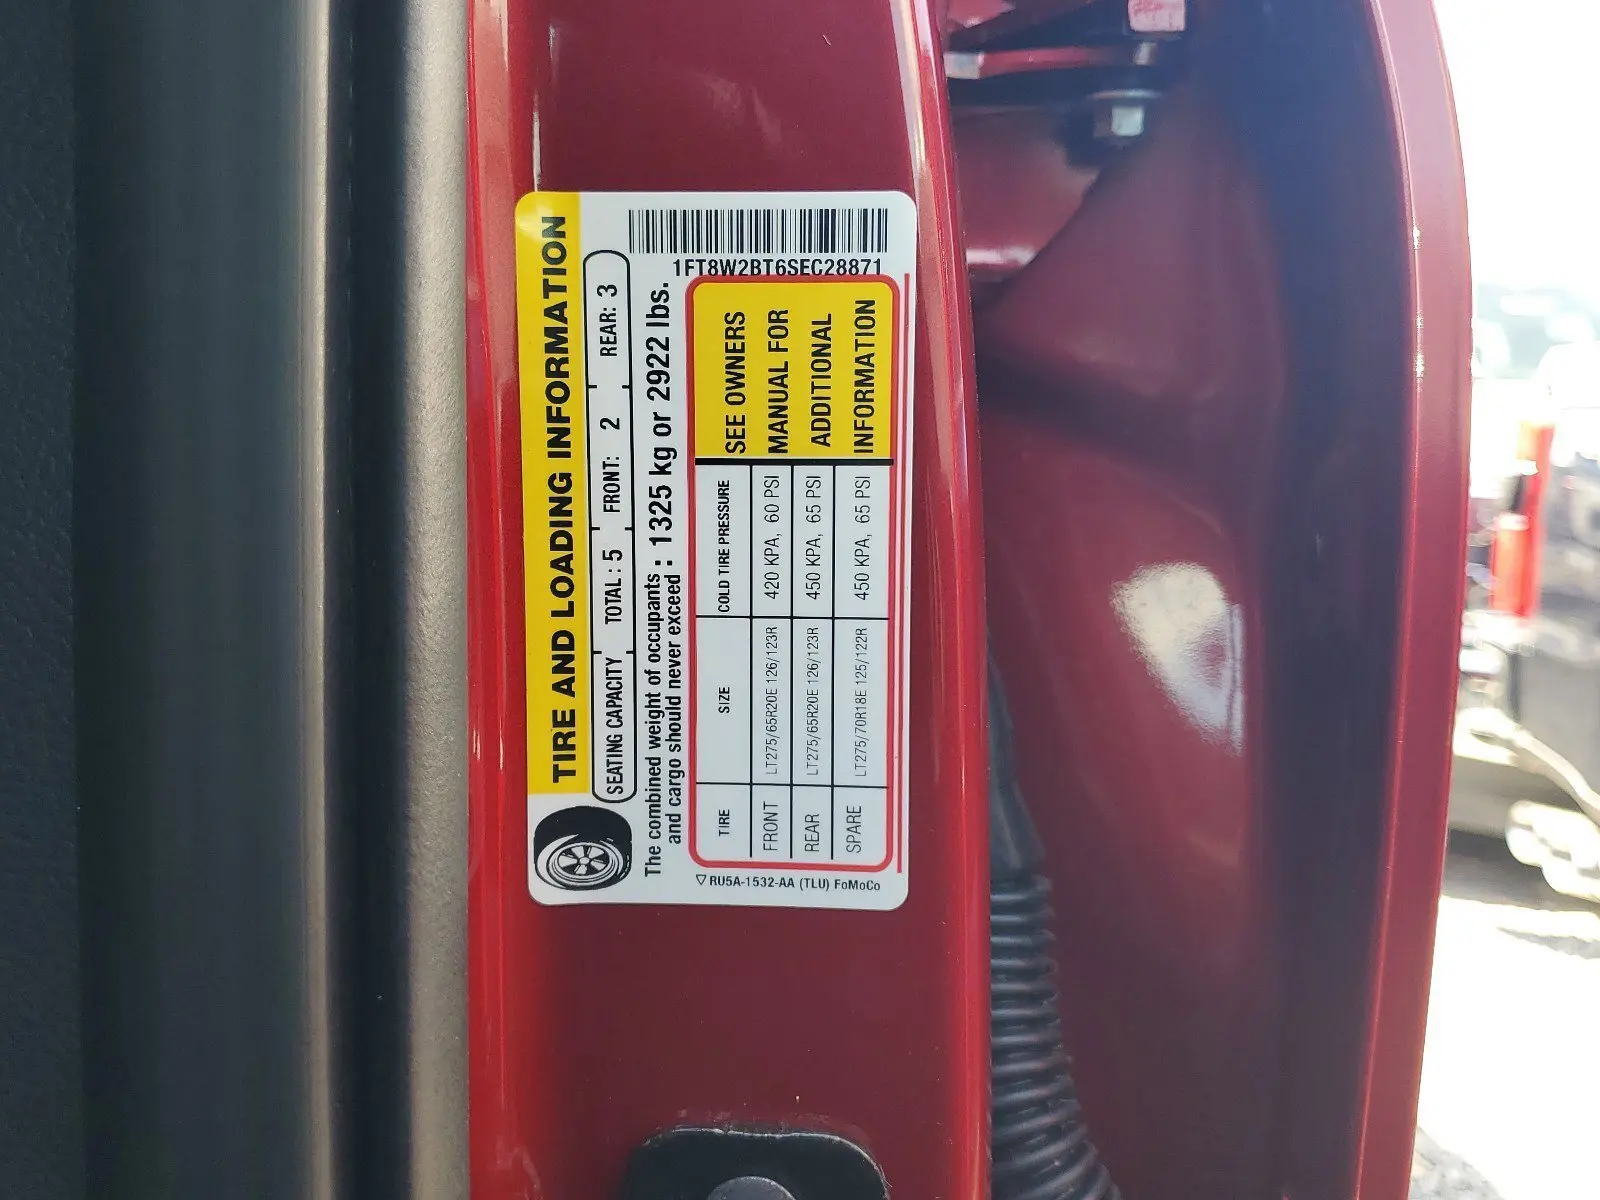 TIRE AND LOADING INFORMATION
SEATING CAPACITY TOTAL : 5 FRONT: 2 REAR: 3
The combined weight of occupants
and cargo should never exceed : 1325 kg or 2922 lbs.
1FT8W2BT6SEC28871
TIRE SIZE COLD TIRE PRESSURE
FRONT LT275/65R20E 126/123R 420 KPA, 60 PSI
REAR LT275/65R20E 126/123R 450 KPA, 65 PSI
SPARE LT275/70R18E 125/122R 450 KPA, 65 PSI
SEE OWNERS
MANUAL FOR
ADDITIONAL
INFORMATION
▽ RU5A-1532-AA (TLU) FoMoCo